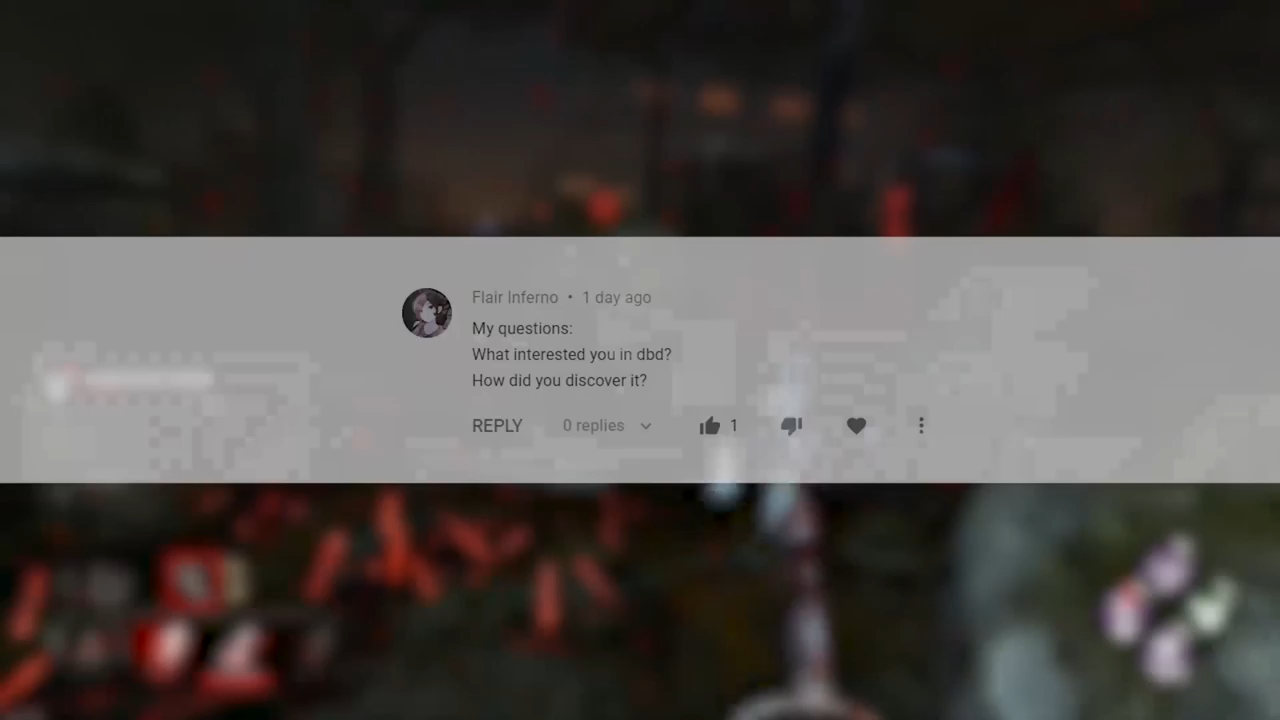 Flair Inferno • 1 day ago
My questions:
What interested you in dbd?
How did you discover it?
REPLY 0 replies 1